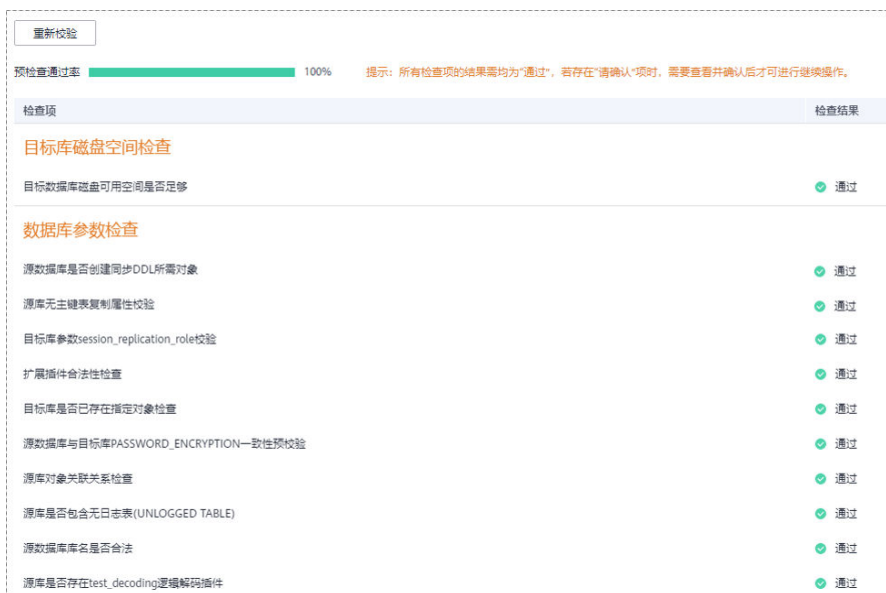 重新校验
预检查通过率 100% 提示：所有检查项的结果需均为“通过”，若存在“请确认”项时，需要查看并确认后才可进行继续操作。
检查项 检查结果
目标库磁盘空间检查
目标数据库磁盘可用空间是否足够 通过
数据库参数检查
源数据库是否创建同步DDL所需对象 通过
源库无主键表复制属性校验 通过
目标库参数session_replication_role校验 通过
扩展插件合法性检查 通过
目标库是否已存在指定对象检查 通过
源数据库与目标库PASSWORD_ENCRYPTION一致性预校验 通过
源库对象关联关系检查 通过
源库是否包含无日志表(UNLOGGED TABLE) 通过
源数据库库名是否合法 通过
源库是否存在test_decoding逻辑解码插件 通过